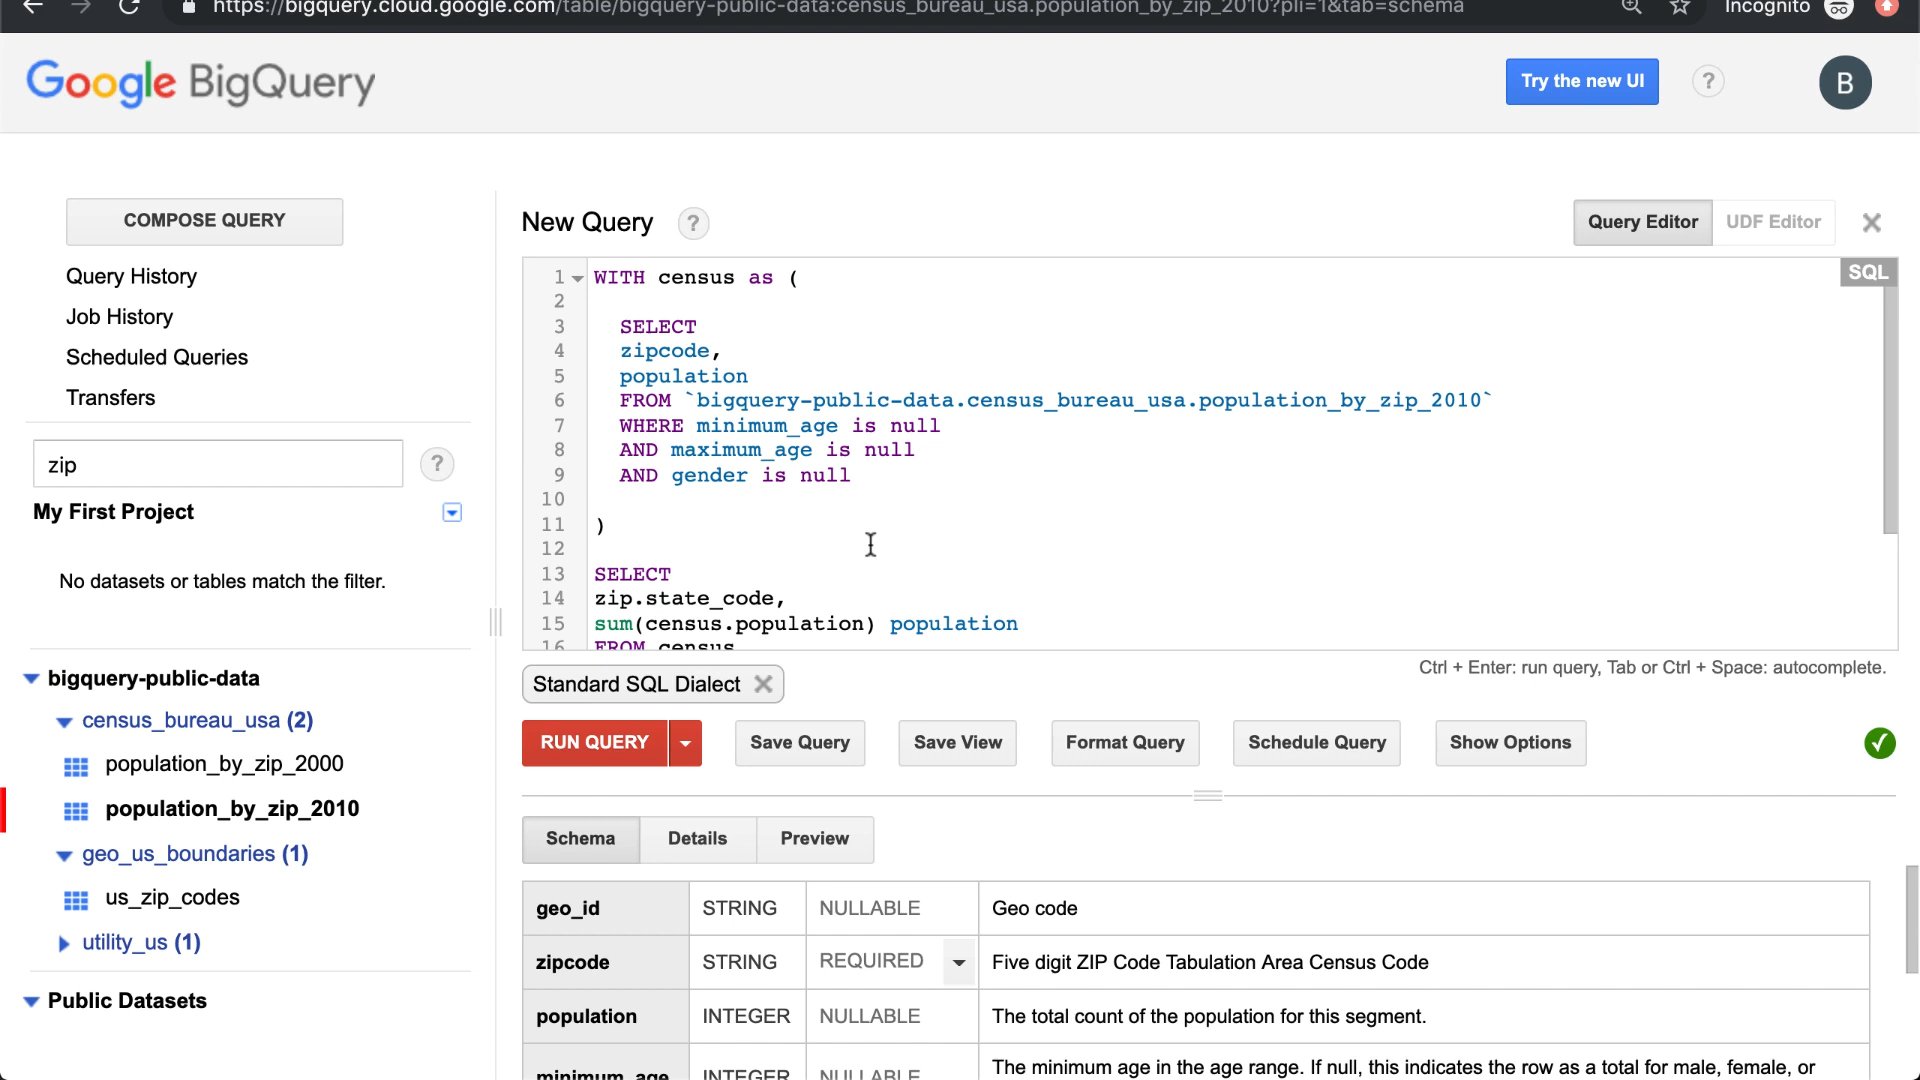 https://bigquery.cloud.google.com/table/bigquery-public-data:census_bureau_usa.population_by_zip_2010?pli=1&tab=schema
Incognito
Google BigQuery
Try the new UI
?
B
COMPOSE QUERY
Query History
Job History
Scheduled Queries
Transfers
zip
?
My First Project
No datasets or tables match the filter.
bigquery-public-data
census_bureau_usa (2)
population_by_zip_2000
population_by_zip_2010
geo_us_boundaries (1)
us_zip_codes
utility_us (1)
Public Datasets
New Query ?
Query Editor
UDF Editor
SQL
1 WITH census as (
2
3 SELECT
4 zipcode,
5 population
6 FROM `bigquery-public-data.census_bureau_usa.population_by_zip_2010`
7 WHERE minimum_age is null
8 AND maximum_age is null
9 AND gender is null
10
11 )
12
13 SELECT
14 zip.state_code,
15 sum(census.population) population
16 FROM census
Ctrl + Enter: run query, Tab or Ctrl + Space: autocomplete.
Standard SQL Dialect
RUN QUERY
Save Query
Save View
Format Query
Schedule Query
Show Options
Schema
Details
Preview
geo_id STRING NULLABLE Geo code
zipcode STRING REQUIRED Five digit ZIP Code Tabulation Area Census Code
population INTEGER NULLABLE The total count of the population for this segment.
minimum_age INTEGER NULLABLE The minimum age in the age range. If null, this indicates the row as a total for male, female, or